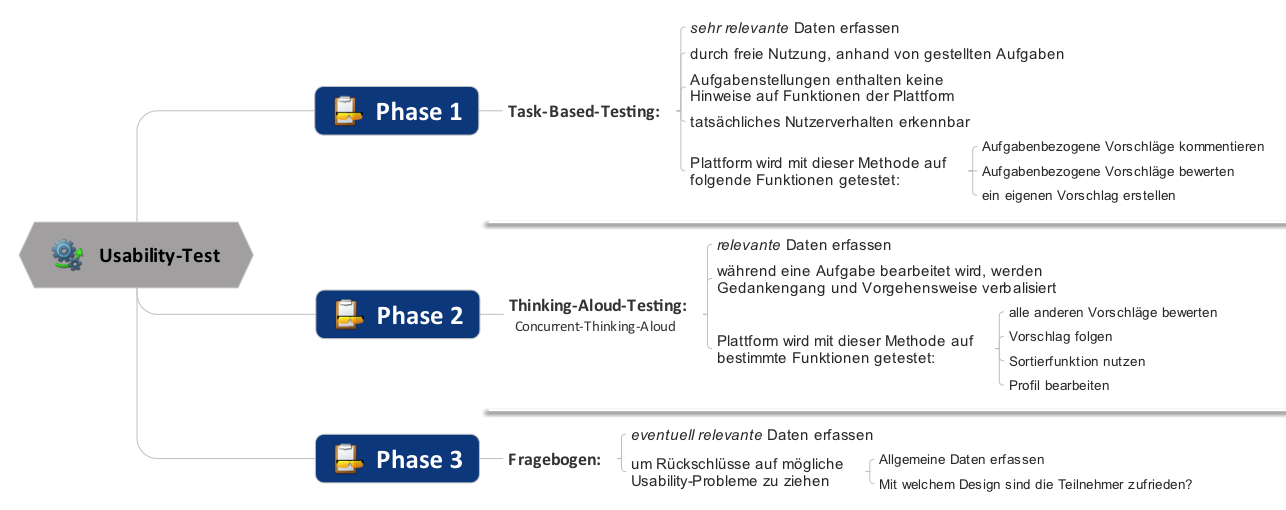 Usability-Test
Phase 1
Task-Based-Testing:
sehr relevante Daten erfassen
durch freie Nutzung, anhand von gestellten Aufgaben
Aufgabenstellungen enthalten keine
Hinweise auf Funktionen der Plattform
tatsächliches Nutzerverhalten erkennbar
Plattform wird mit dieser Methode auf
folgende Funktionen getestet:
Aufgabenbezogene Vorschläge kommentieren
Aufgabenbezogene Vorschläge bewerten
ein eigenen Vorschlag erstellen
Phase 2
Thinking-Aloud-Testing:
Concurrent-Thinking-Aloud
relevante Daten erfassen
während eine Aufgabe bearbeitet wird, werden
Gedankengang und Vorgehensweise verbalisiert
Plattform wird mit dieser Methode auf
bestimmte Funktionen getestet:
alle anderen Vorschläge bewerten
Vorschlag folgen
Sortierfunktion nutzen
Profil bearbeiten
Phase 3
Fragebogen:
eventuell relevante Daten erfassen
um Rückschlüsse auf mögliche
Usability-Probleme zu ziehen
Allgemeine Daten erfassen
Mit welchem Design sind die Teilnehmer zufrieden?